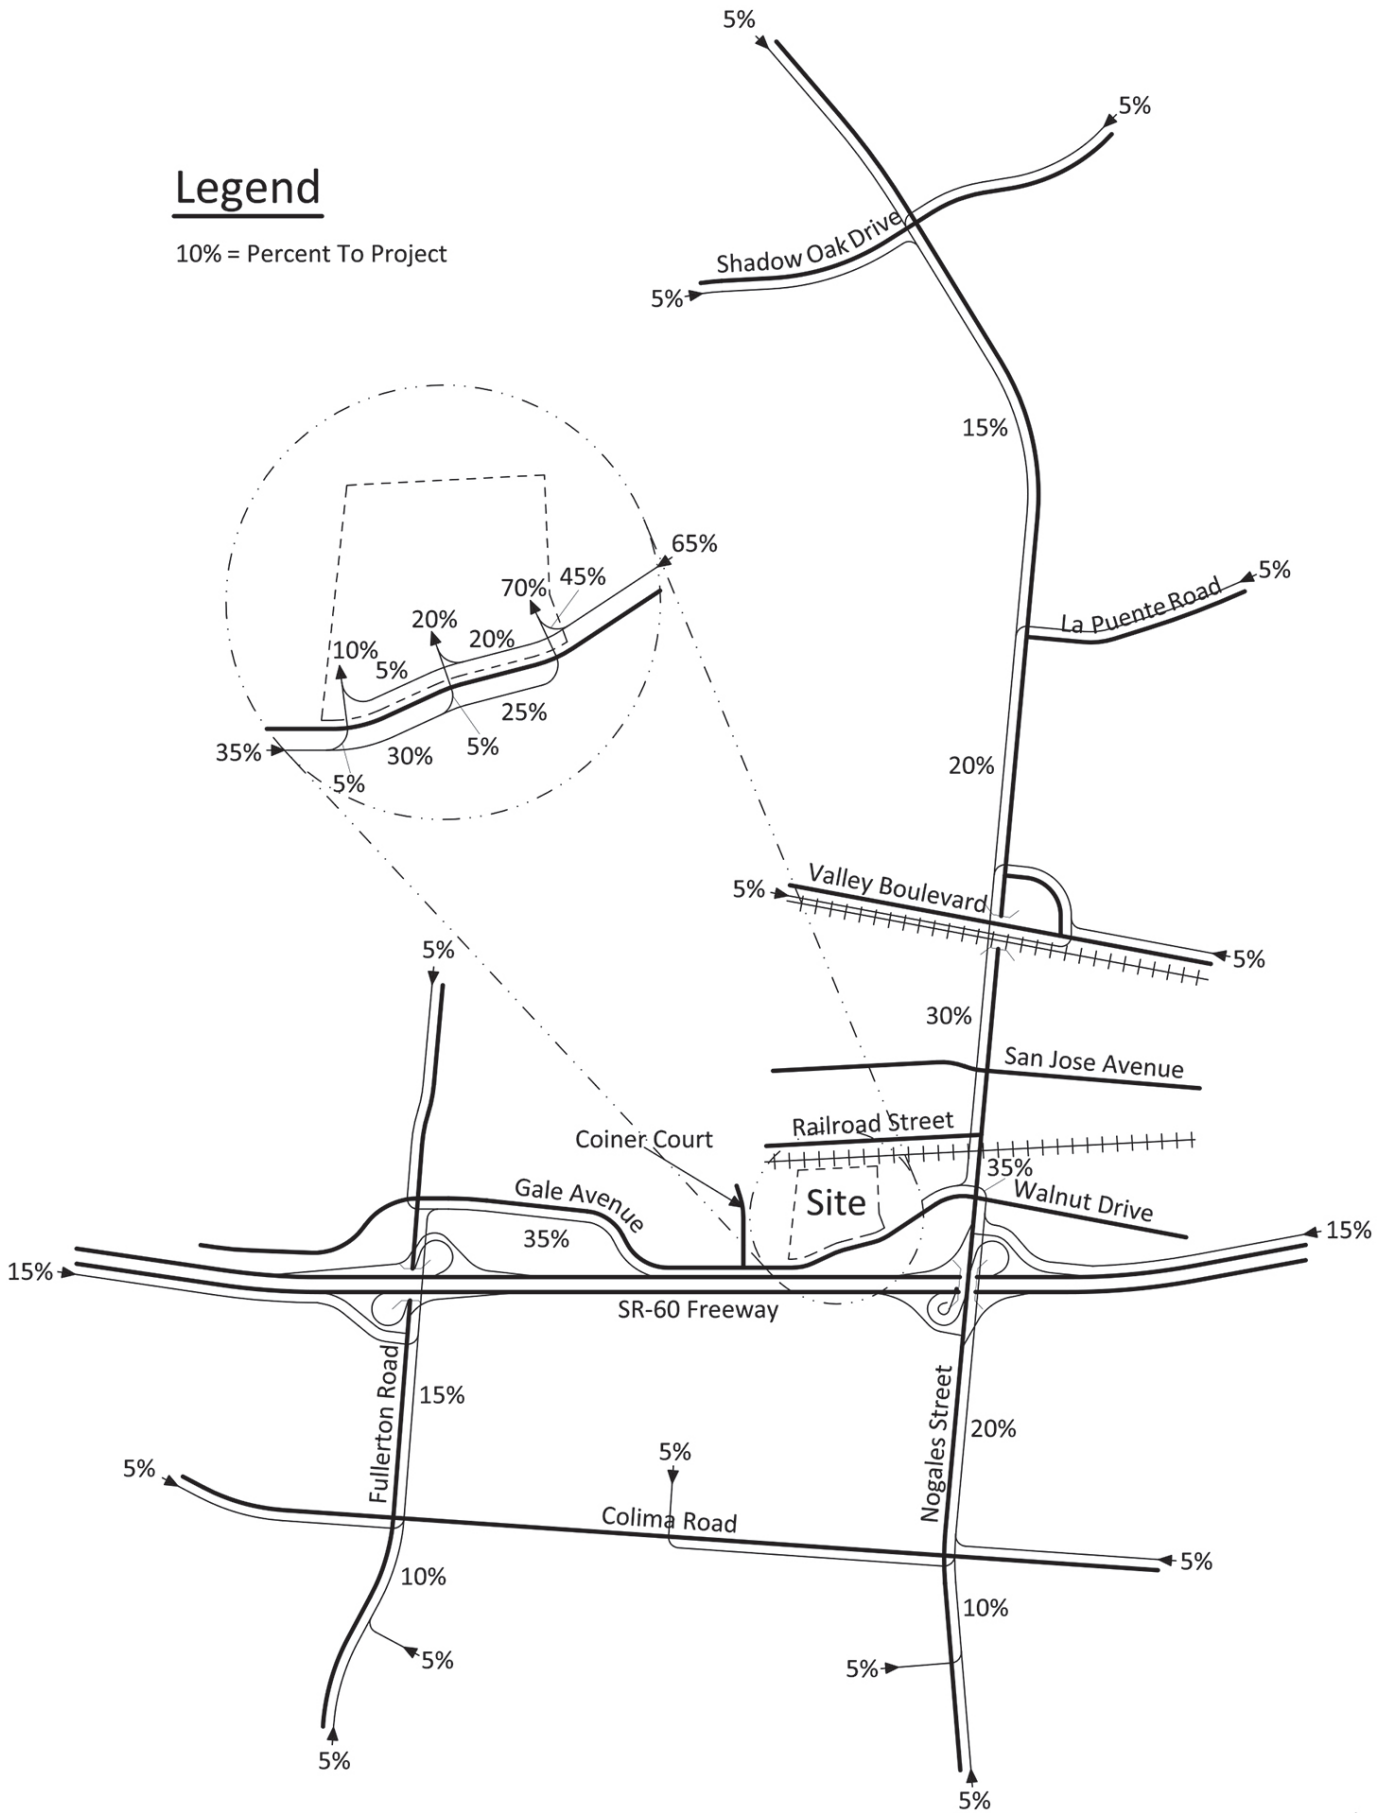 5%
5%
Legend
10% = Percent To Project
Shadow Oak Drive
5%
15%
65%
5%
La Puente Road
70%
45%
20%
20%
10%
5%
25%
35%
30%
5%
5%
20%
Valley Boulevard
5%
5%
5%
30%
San Jose Avenue
Railroad Street
Coiner Court
35%
Gale Avenue
Site
Walnut Drive
35%
15%
15%
SR-60 Freeway
Fullerton Road
15%
Nogales Street
20%
5%
5%
Colima Road
5%
10%
10%
5%
5%
5%
5%